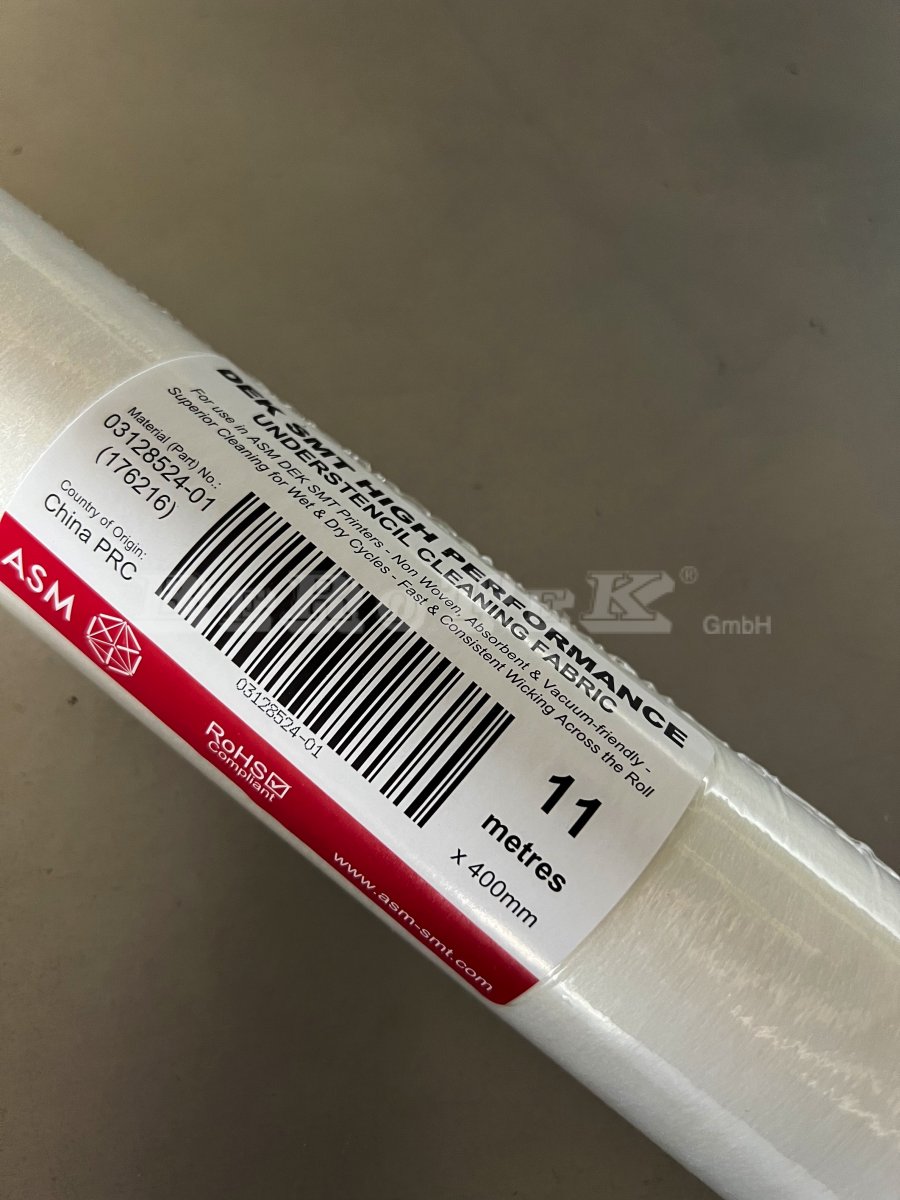 DEK SMT HIGH PERFORMANCE
UNDERSTENCIL CLEANING FABRIC
For use in ASM DEK SMT Printers - Non Woven, Absorbent & Vacuum-friendly -
Superior Cleaning for Wet & Dry Cycles - Fast & Consistent Wicking Across the Roll
Material (Part) No.:
03128524-01
(176216)
Country of Origin:
China PRC
03128524-01
11
metres
x 400mm
ASM
RoHS
Compliant
www.asm-smt.com
® GmbH